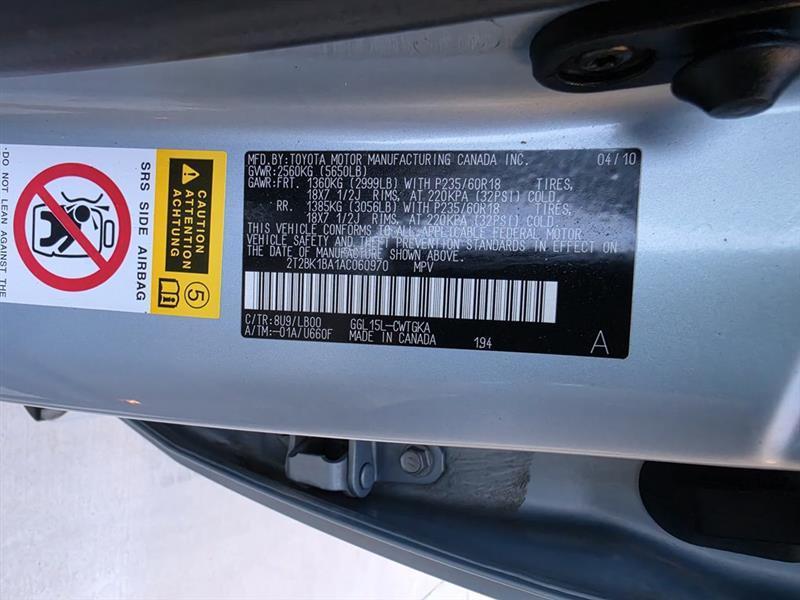 MFD.BY: TOYOTA MOTOR MANUFACTURING CANADA INC. 04/10
GVWR: 2560KG (5650LB)
GAWR: FRT. 1360KG (2999LB) WITH P235/60R18 TIRES,
18X7 1/2J RIMS, AT 220KPA (32PSI) COLD.
RR. 1385KG (3056LB) WITH P235/60R18 TIRES,
18X7 1/2J RIMS, AT 220KPA (32PSI) COLD.
THIS VEHICLE CONFORMS TO ALL APPLICABLE FEDERAL MOTOR
VEHICLE SAFETY AND THEFT PREVENTION STANDARDS IN EFFECT ON
THE DATE OF MANUFACTURE SHOWN ABOVE.
2T2BK1BA1AC060970 MPV
C/TR: 8U9/LB00 GGL15L-CWTGKA
A/TM: -01A/U660F MADE IN CANADA 194 A
DO NOT LEAN AGAINST
SRS SIDE AIRBAG
CAUTION
ATTENTION
ACHTUNG
5